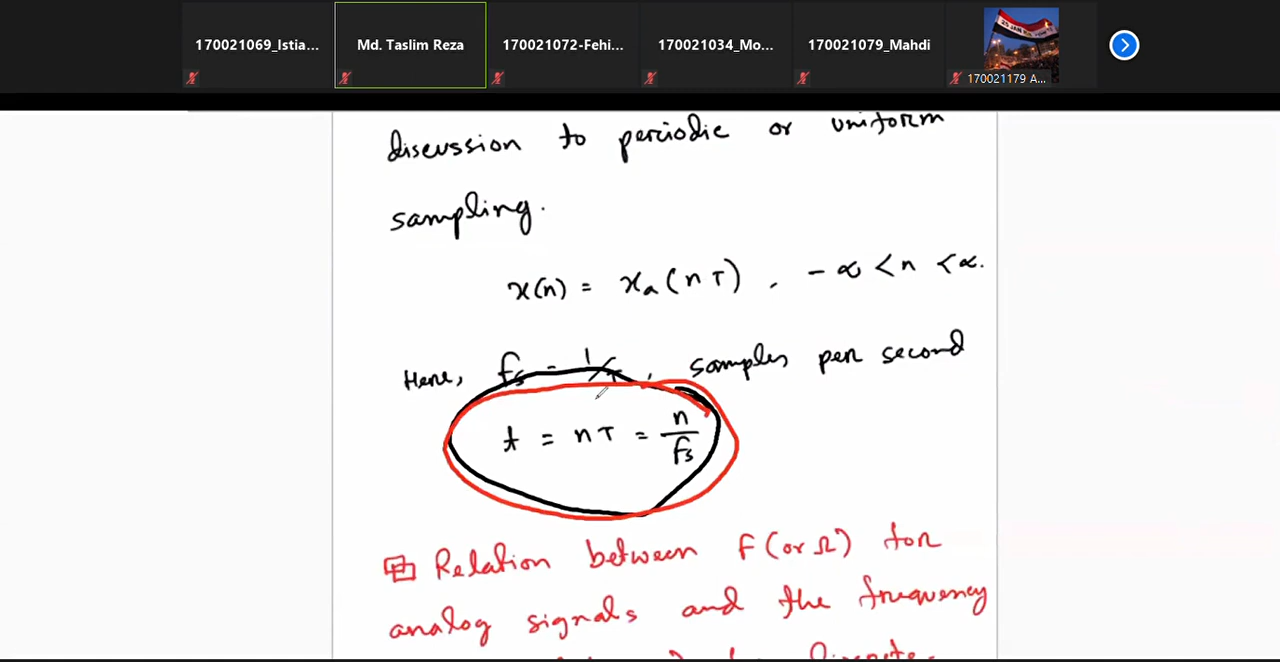 170021069_Istia...
Md. Taslim Reza
170021072-Fehi...
170021034_Mo...
170021079_Mahdi
170021179 A...
discussion to periodic or uniform
sampling.
x(n) = xₐ(nT), -∝ < n < ∝.
Here, fs = 1/T, samples per second
t = nT = n/fs
Relation between F(or Ω) for
analog signals and the frequency
Discrete